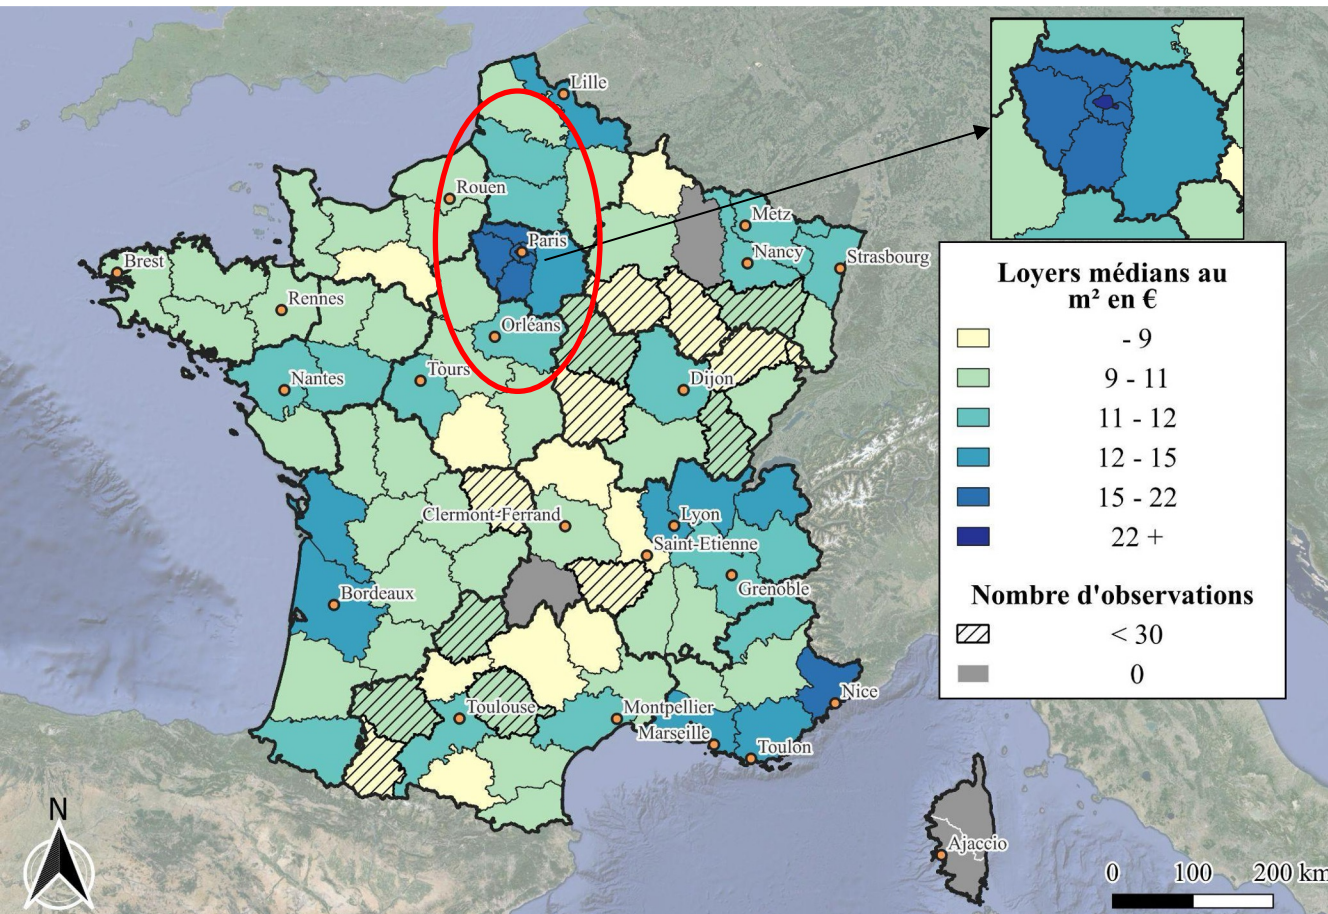 Lille
Rouen
Metz
Paris
Nancy
Strasbourg
Brest
Rennes
Orléans
Tours
Nantes
Dijon
Clermont-Ferrand
Lyon
Saint-Etienne
Grenoble
Bordeaux
Nice
Toulouse
Montpellier
Marseille
Toulon
Ajaccio
N
Loyers médians au
m² en €
- 9
9 - 11
11 - 12
12 - 15
15 - 22
22 +
Nombre d'observations
< 30
0
0 100 200 km